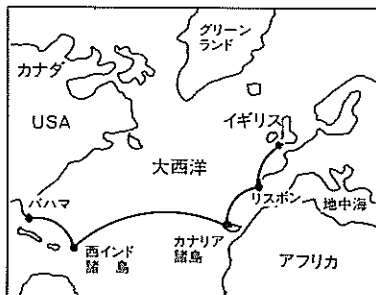 グリーン
ランド
カナダ
USA
イギリス
大西洋
バハマ
リスボン
地中海
西インド
諸島
カナリア
諸島
アフリカ